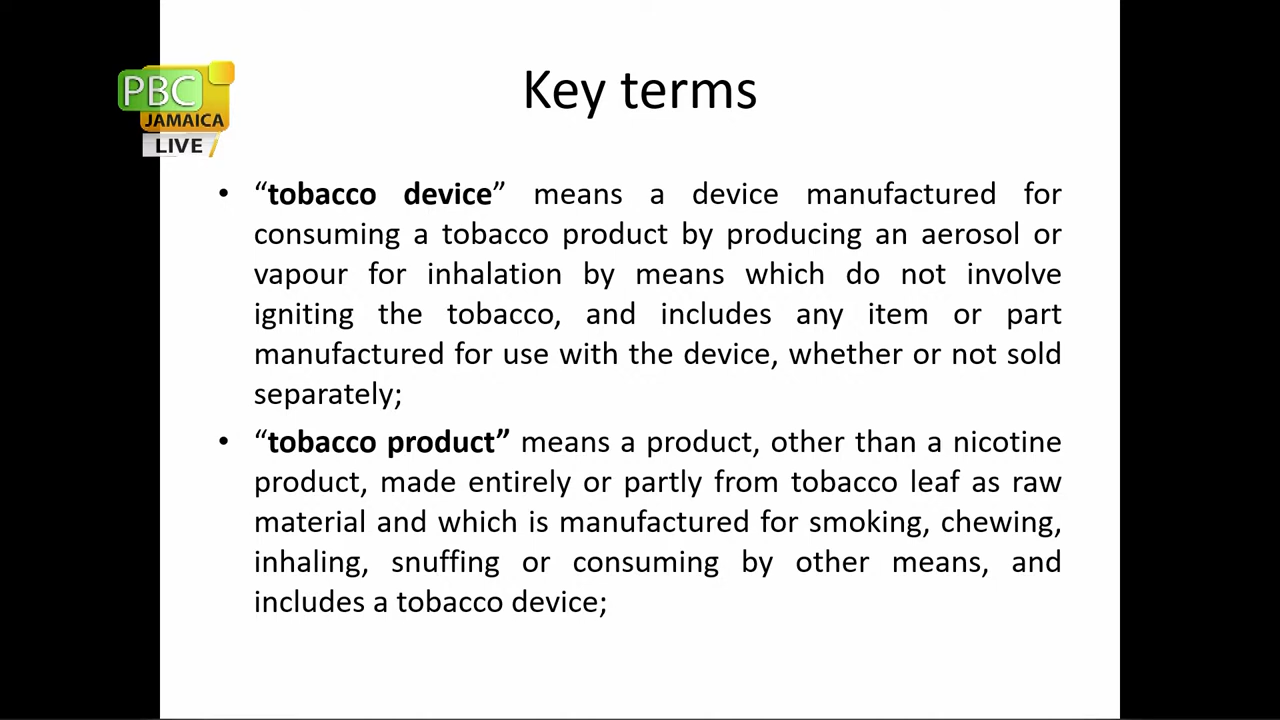 PBC
JAMAICA
LIVE
Key terms
• “tobacco device” means a device manufactured for
consuming a tobacco product by producing an aerosol or
vapour for inhalation by means which do not involve
igniting the tobacco, and includes any item or part
manufactured for use with the device, whether or not sold
separately;
• “tobacco product” means a product, other than a nicotine
product, made entirely or partly from tobacco leaf as raw
material and which is manufactured for smoking, chewing,
inhaling, snuffing or consuming by other means, and
includes a tobacco device;